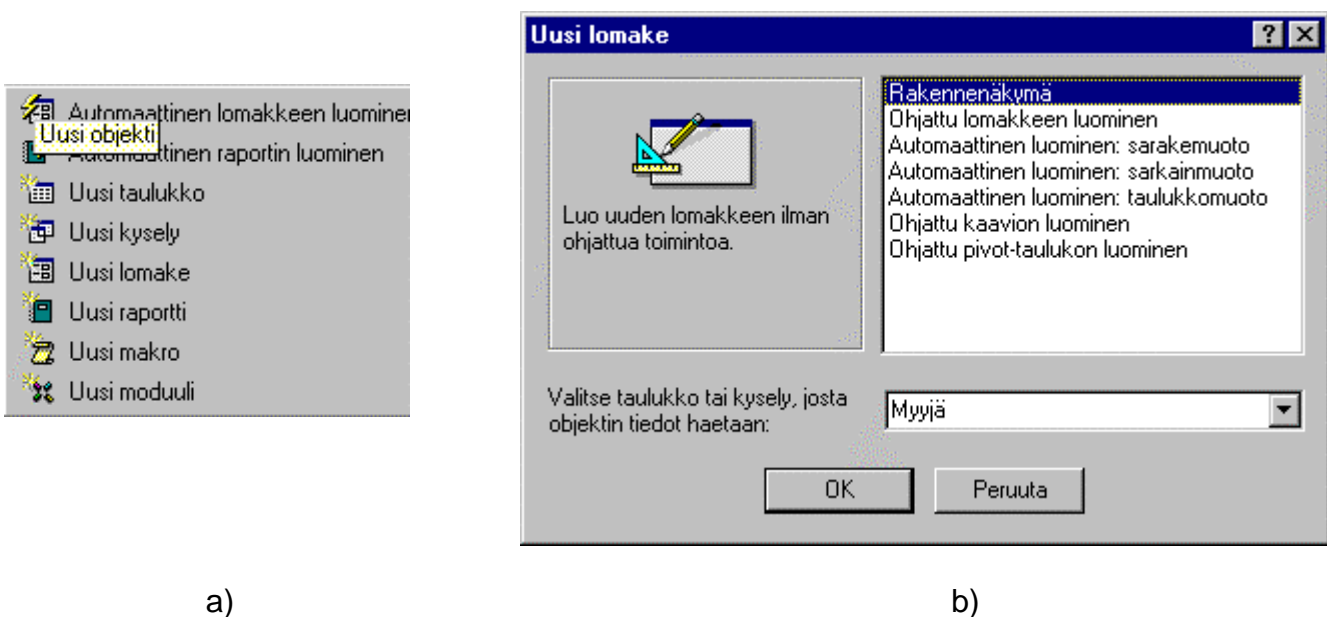 Automaattinen lomakkeen luominen
Uusi objekti
Automaattinen raportin luominen
Uusi taulukko
Uusi kysely
Uusi lomake
Uusi raportti
Uusi makro
Uusi moduuli
a)
Uusi lomake
Luo uuden lomakkeen ilman
ohjattua toimintoa.
Rakennenäkymä
Ohjattu lomakkeen luominen
Automaattinen luominen: sarakemuoto
Automaattinen luominen: sarkainmuoto
Automaattinen luominen: taulukkomuoto
Ohjattu kaavion luominen
Ohjattu pivot-taulukon luominen
Valitse taulukko tai kysely, josta
objektin tiedot haetaan:
Myyjä
OK
Peruuta
b)